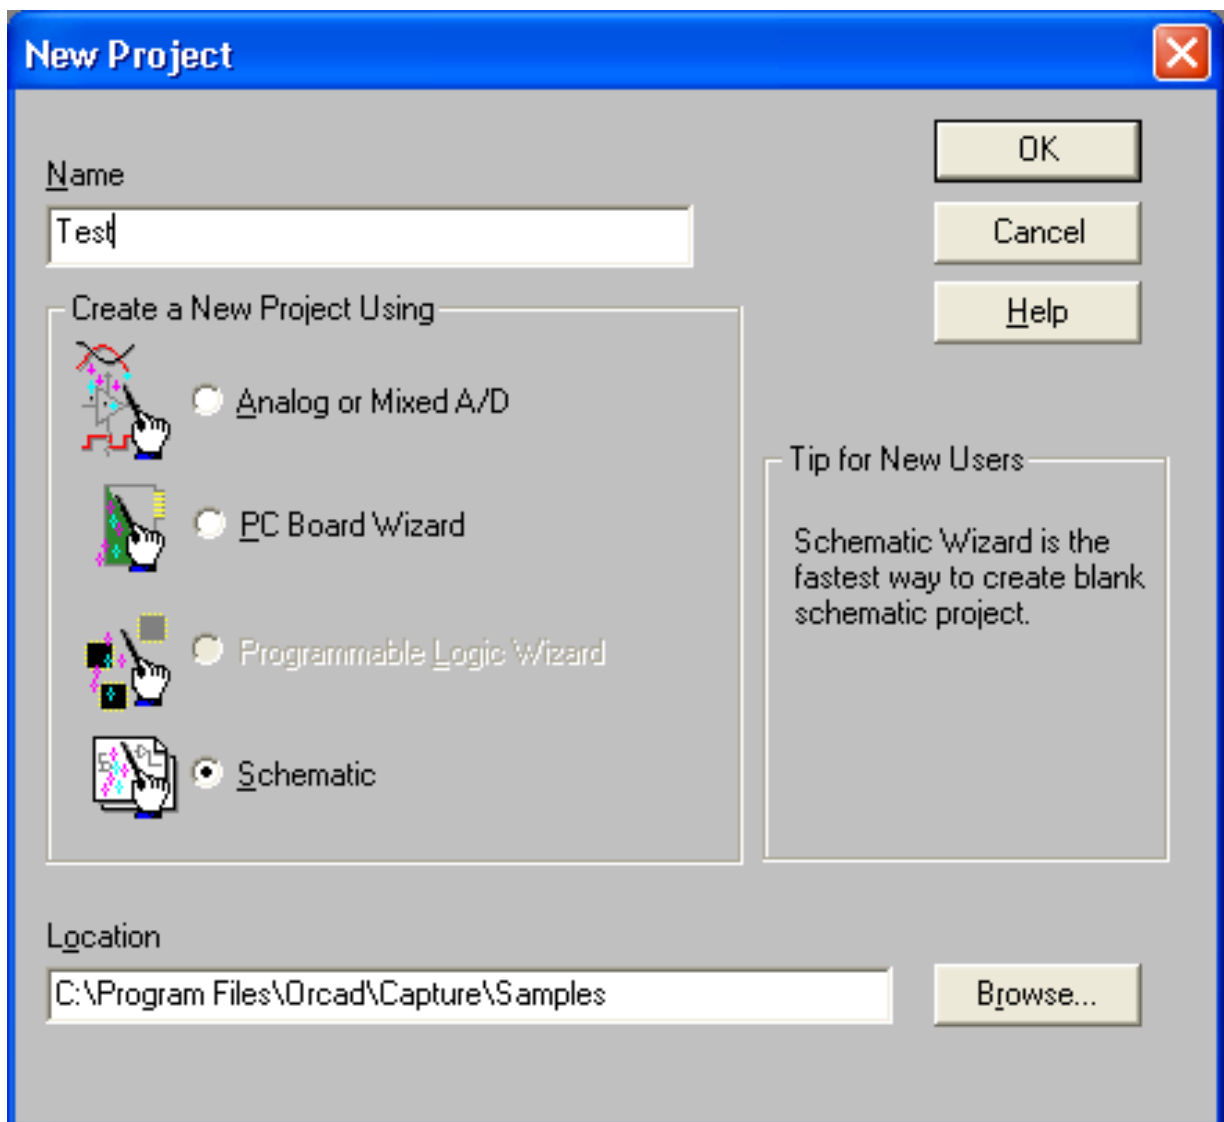 New Project
OK
Name
Test
Cancel
Help
Create a New Project Using
Analog or Mixed A/D
PC Board Wizard
Programmable Logic Wizard
Schematic
Tip for New Users
Schematic Wizard is the
fastest way to create blank
schematic project.
Location
C:\Program Files\Orcad\Capture\Samples
Browse...